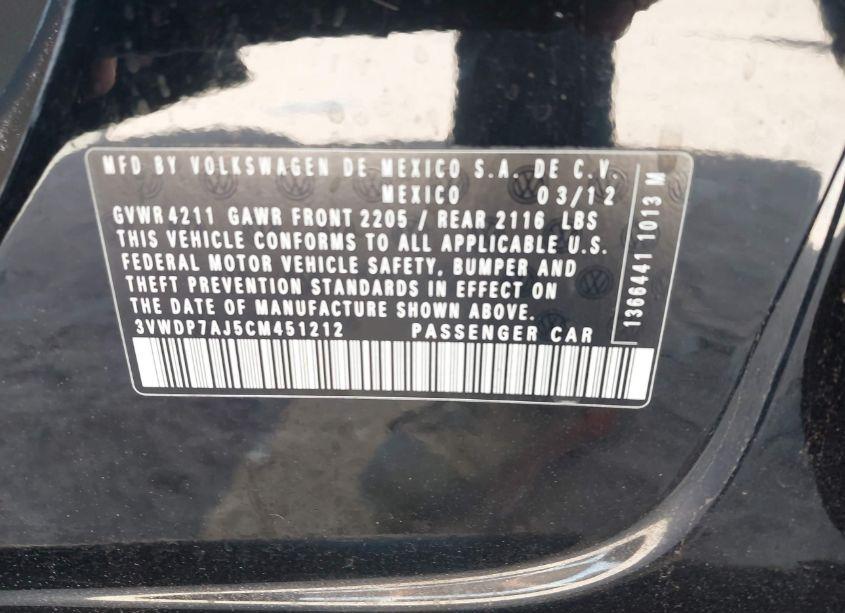 MFD BY VOLKSWAGEN DE MEXICO S.A. DE C.V.
MEXICO 03/12
GVWR 4211 GAWR FRONT 2205 / REAR 2116 LBS
THIS VEHICLE CONFORMS TO ALL APPLICABLE U.S.
FEDERAL MOTOR VEHICLE SAFETY, BUMPER AND
THEFT PREVENTION STANDARDS IN EFFECT ON
THE DATE OF MANUFACTURE SHOWN ABOVE.
3VWDP7AJ5CM451212 PASSENGER CAR
1366441 1013 M